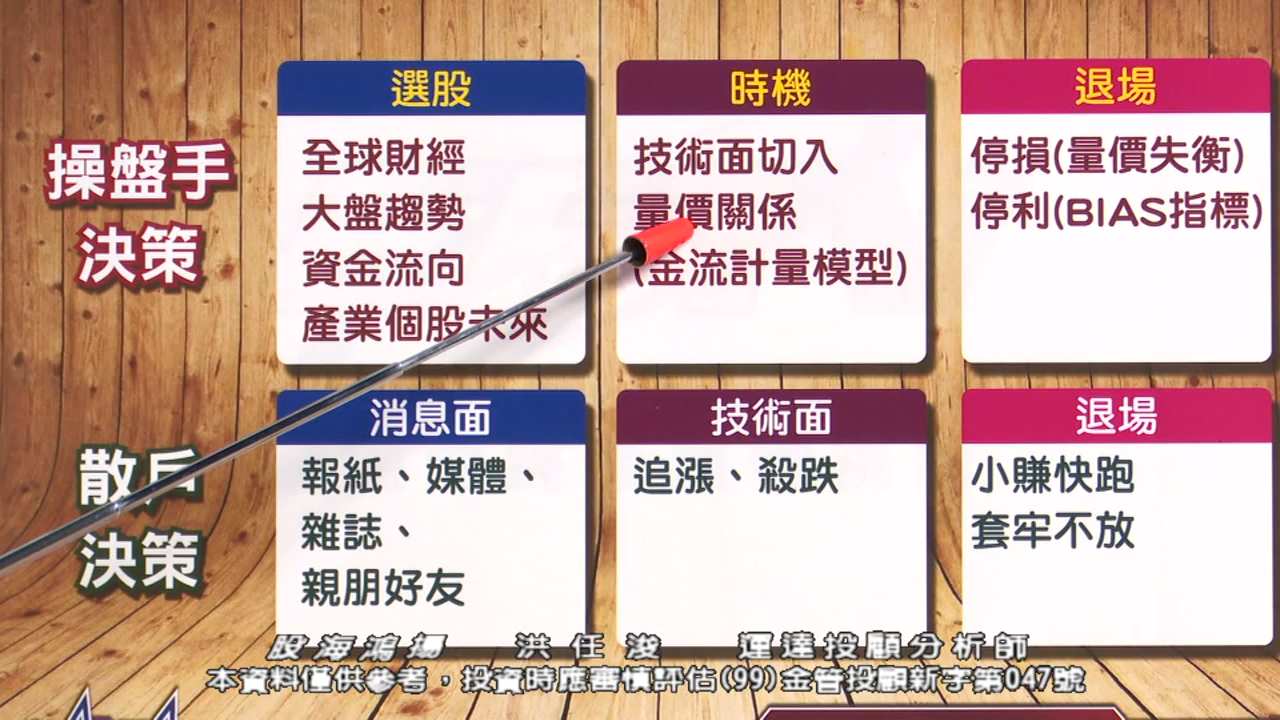 操盤手
決策
選股
全球財經
大盤趨勢
資金流向
產業個股未來
時機
技術面切入
量價關係
(金流計量模型)
退場
停損(量價失衡)
停利(BIAS指標)
散戶
決策
消息面
報紙、媒體、
雜誌、
親朋好友
技術面
追漲、殺跌
退場
小賺快跑
套牢不放
股海鴻揚 洪任浚 運達投顧分析師
本資料僅供參考，投資時應審慎評估(99)金管投顧新字第047號